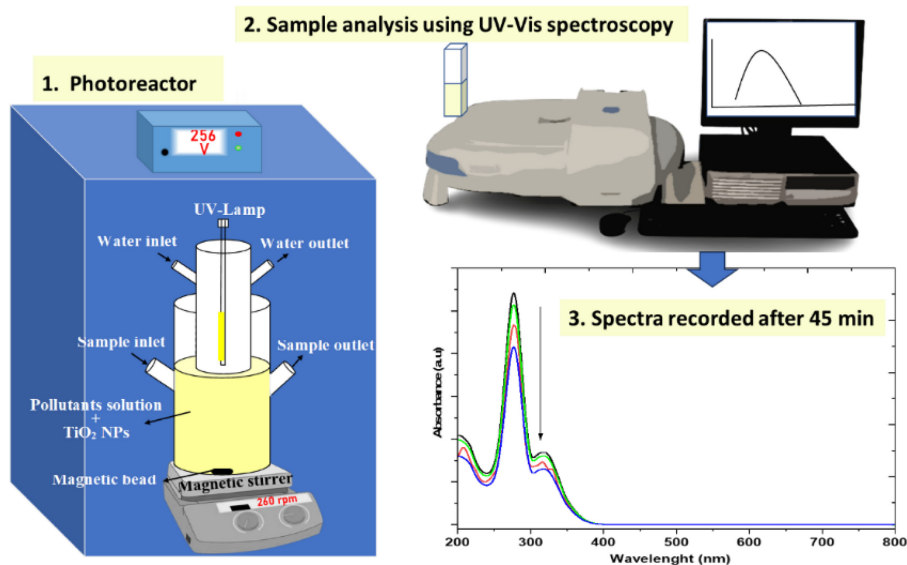 2. Sample analysis using UV-Vis spectroscopy
1. Photoreactor
256
V
UV-Lamp
Water inlet
Water outlet
Sample inlet
Sample outlet
Pollutants solution
+
TiO₂ NPs
Magnetic bead
Magnetic stirrer
260 rpm
3. Spectra recorded after 45 min
Absorbance (a.u)
200 300 400 500 600 700 800
Wavelenght (nm)